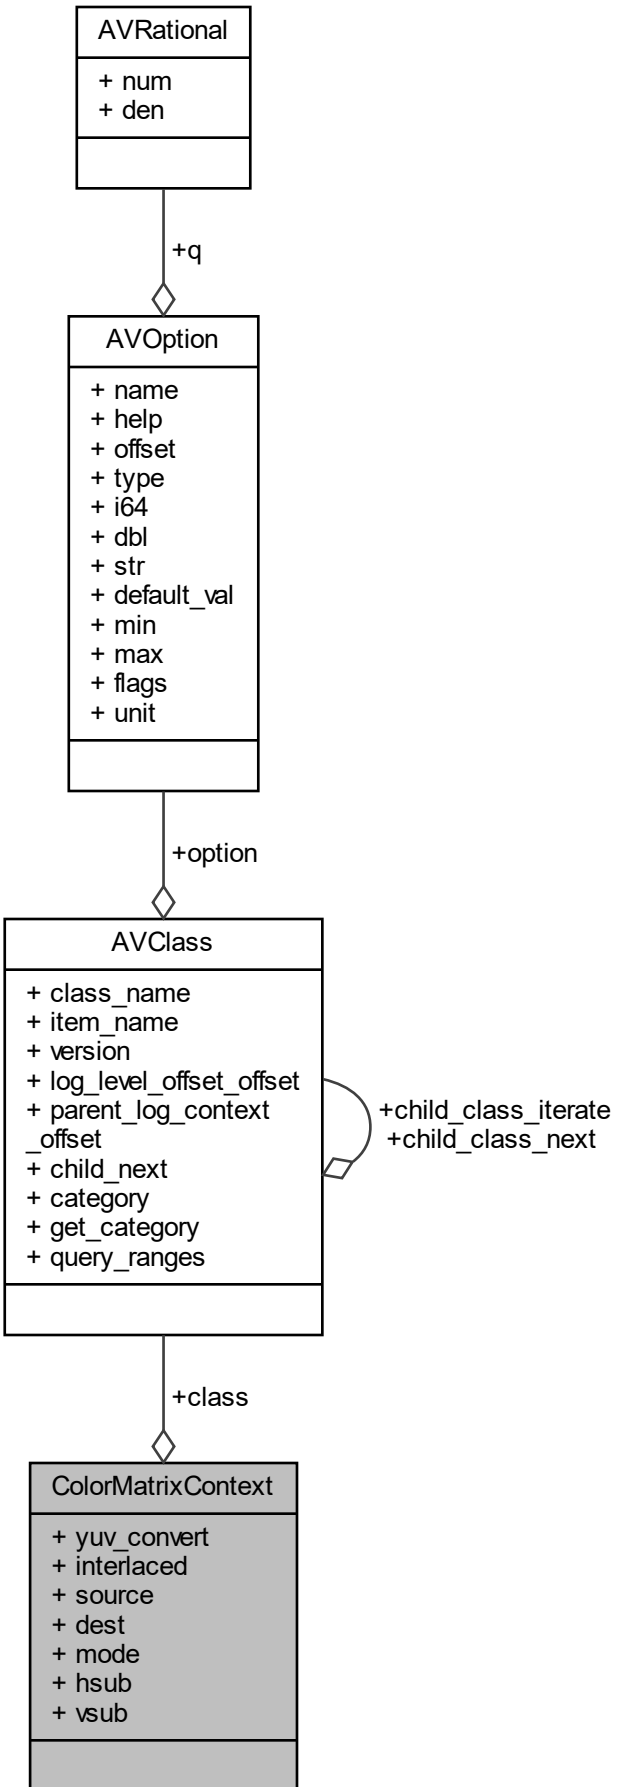 AVRational
+ num
+ den
+q
AVOption
+ name
+ help
+ offset
+ type
+ i64
+ dbl
+ str
+ default_val
+ min
+ max
+ flags
+ unit
+option
AVClass
+ class_name
+ item_name
+ version
+ log_level_offset_offset
+ parent_log_context
_offset
+ child_next
+ category
+ get_category
+ query_ranges
+child_class_iterate
+child_class_next
+class
ColorMatrixContext
+ yuv_convert
+ interlaced
+ source
+ dest
+ mode
+ hsub
+ vsub